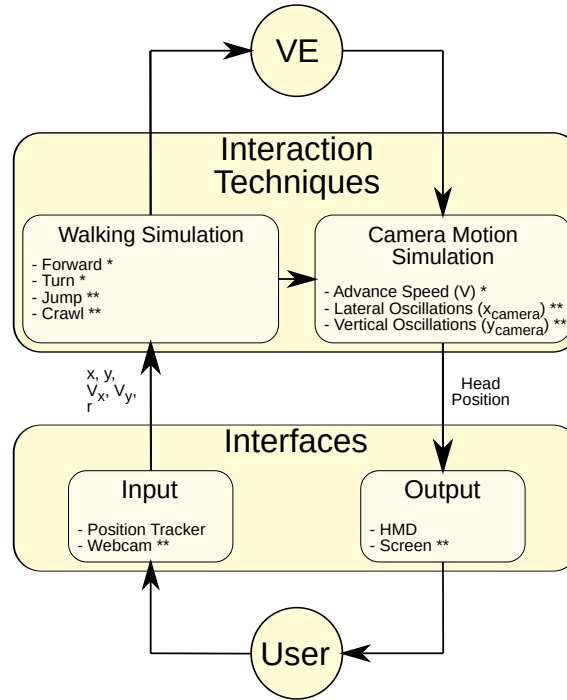 VE
Interaction
Techniques
Walking Simulation
- Forward *
- Turn *
- Jump **
- Crawl **
Camera Motion
Simulation
- Advance Speed (V) *
- Lateral Oscillations (xcamera) **
- Vertical Oscillations (ycamera) **
x, y,
Vx, Vy,
r
Head
Position
Interfaces
Input
- Position Tracker
- Webcam **
Output
- HMD
- Screen **
User